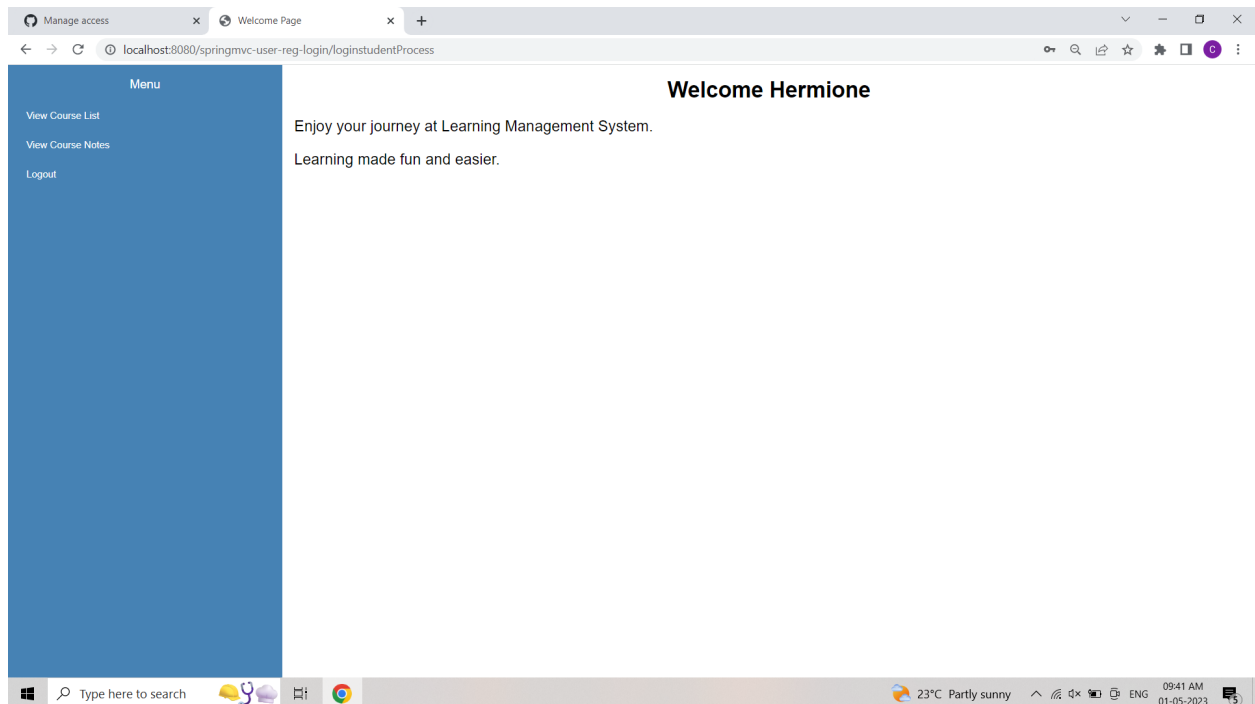 Manage access
Welcome Page
localhost:8080/springmvc-user-reg-login/loginstudentProcess
C
Menu
View Course List
View Course Notes
Logout
Welcome Hermione
Enjoy your journey at Learning Management System.
Learning made fun and easier.
Type here to search
23°C Partly sunny
ENG
09:41 AM
01-05-2023
5